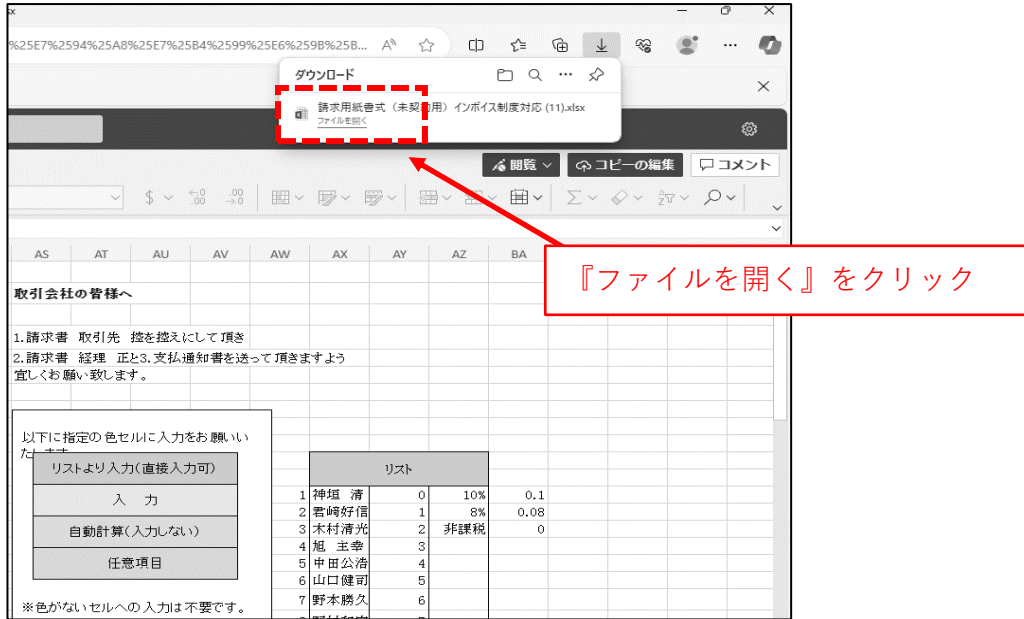 sx
%25E7%2594%25A8%25E7%25B4%2599%25E6%259B%25B...
ダウンロード
請求用紙書式（未契約用）インボイス制度対応 (11).xlsx
ファイルを開く
閲覧
コピーの編集
コメント
『ファイルを開く』をクリック
AS AT AU AV AW AX AY AZ BA
取引会社の皆様へ
1.請求書 取引先 控を控えにして頂き
2.請求書 経理 正と3.支払通知書を送って頂きますよう
宜しくお願い致します。
以下に指定の色セルに入力をお願いい
たします
リストより入力(直接入力可)
入 力
自動計算(入力しない)
任意項目
※色がないセルへの入力は不要です。
リスト
1 神垣 清 0 10% 0.1
2 君﨑好信 1 8% 0.08
3 木村清光 2 非課税 0
4 旭 主幸 3
5 中田公浩 4
6 山口健司 5
7 野本勝久 6